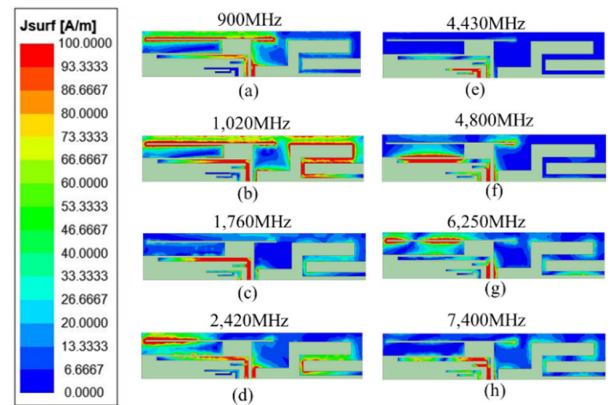 Jsurf [A/m]
100.0000
93.3333
86.6667
80.0000
73.3333
66.6667
60.0000
53.3333
46.6667
40.0000
33.3333
26.6667
20.0000
13.3333
6.6667
0.0000
900MHz
(a)
1,020MHz
(b)
1,760MHz
(c)
2,420MHz
(d)
4,430MHz
(e)
4,800MHz
(f)
6,250MHz
(g)
7,400MHz
(h)